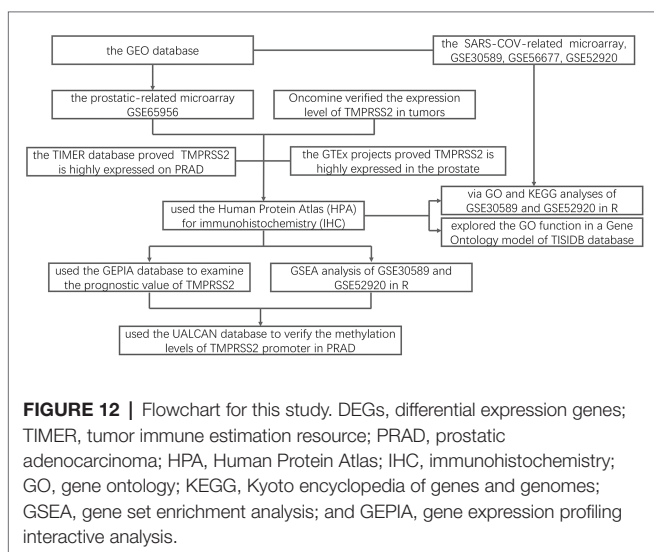 the GEO database
the SARS-COV-related microarray,
GSE30589, GSE56677, GSE52920
the prostatic-related microarray
GSE65956
Oncomine verified the expression
level of TMPRSS2 in tumors
the TIMER database proved TMPRSS2
is highly expressed on PRAD
the GTEx projects proved TMPRSS2 is
highly expressed in the prostate
used the Human Protein Atlas (HPA)
for immunohistochemistry (IHC)
via GO and KEGG analyses of
GSE30589 and GSE52920 in R
explored the GO function in a Gene
Ontology model of TISIDB database
used the GEPIA database to examine
the prognostic value of TMPRSS2
GSEA analysis of GSE30589 and
GSE52920 in R
used the UALCAN database to verify the methylation
levels of TMPRSS2 promoter in PRAD
FIGURE 12 | Flowchart for this study. DEGs, differential expression genes;
TIMER, tumor immune estimation resource; PRAD, prostatic
adenocarcinoma; HPA, Human Protein Atlas; IHC, immunohistochemistry;
GO, gene ontology; KEGG, Kyoto encyclopedia of genes and genomes;
GSEA, gene set enrichment analysis; and GEPIA, gene expression profiling
interactive analysis.